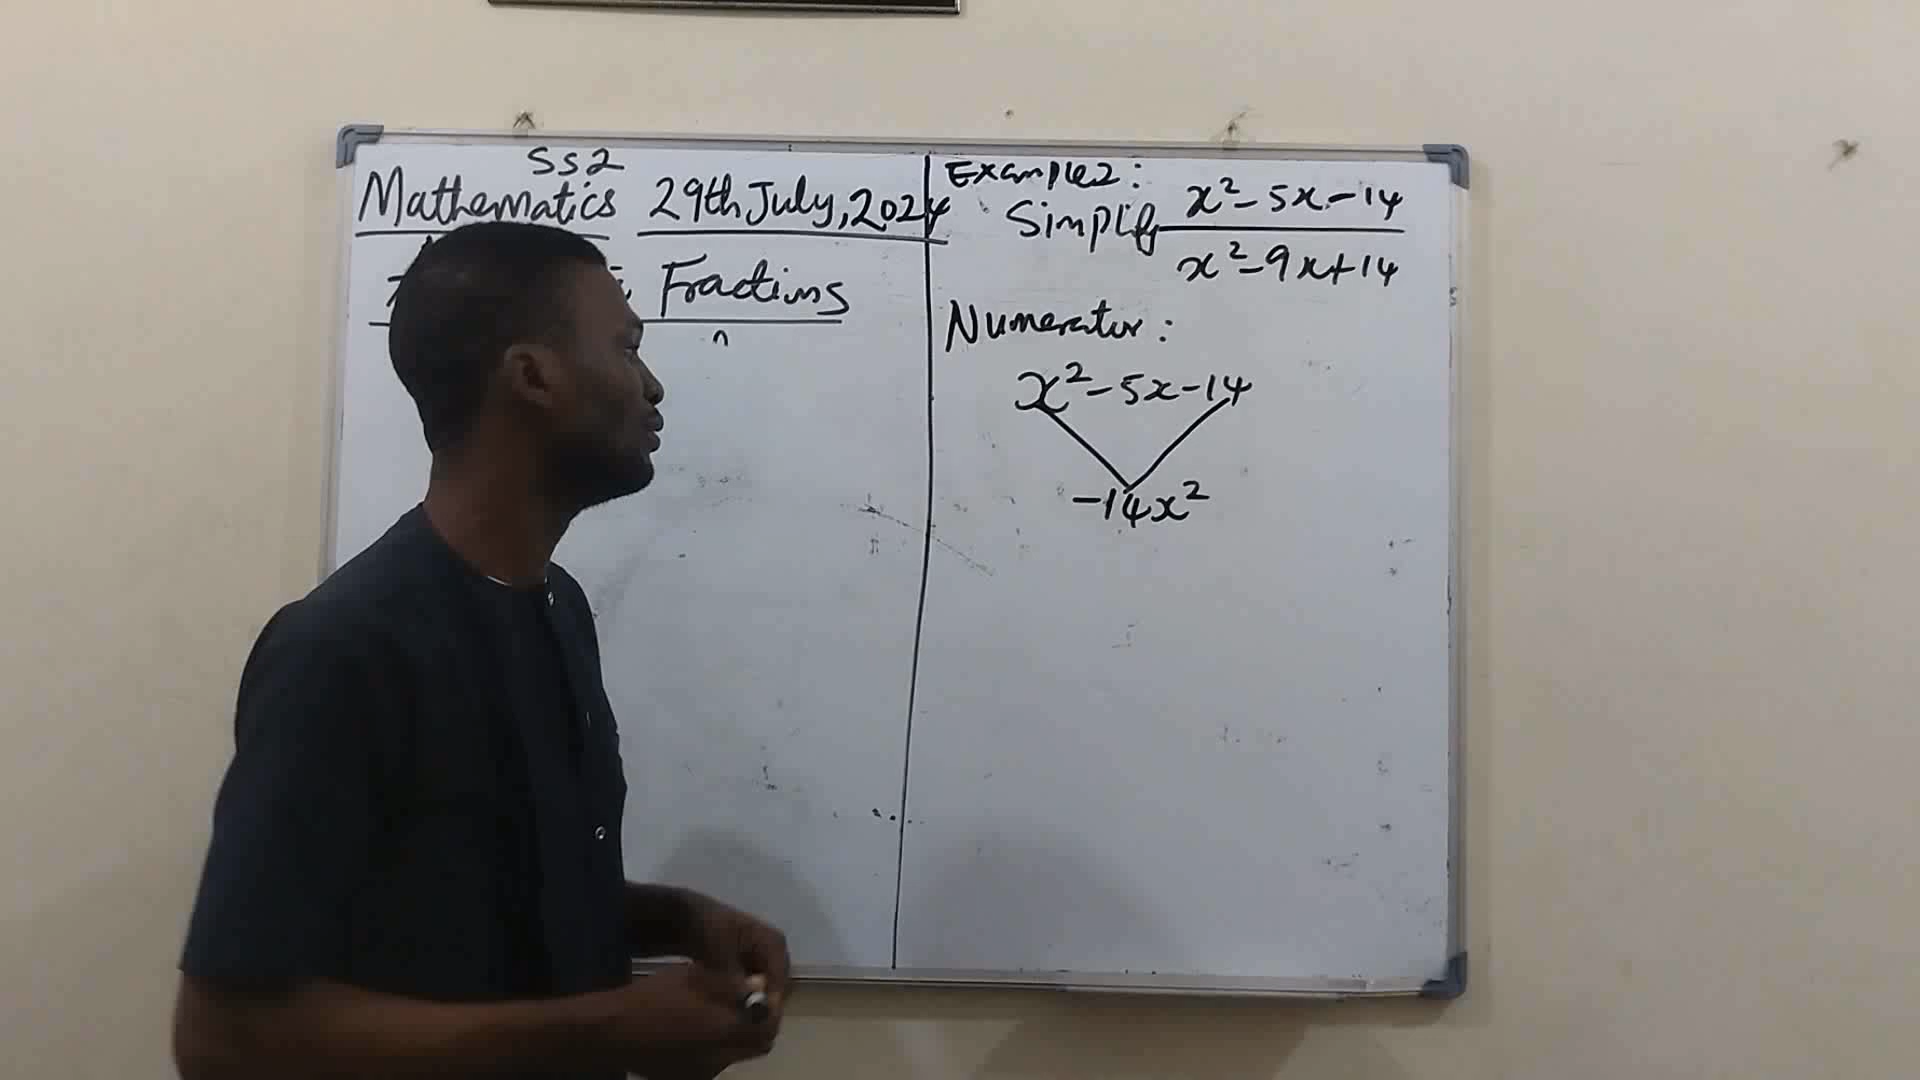 SS2
Mathematics 29th July, 2024
Fractions
Example 2:
Simplify x² - 5x - 14
x² - 9x + 14
Numerator:
x² - 5x - 14
-14x²